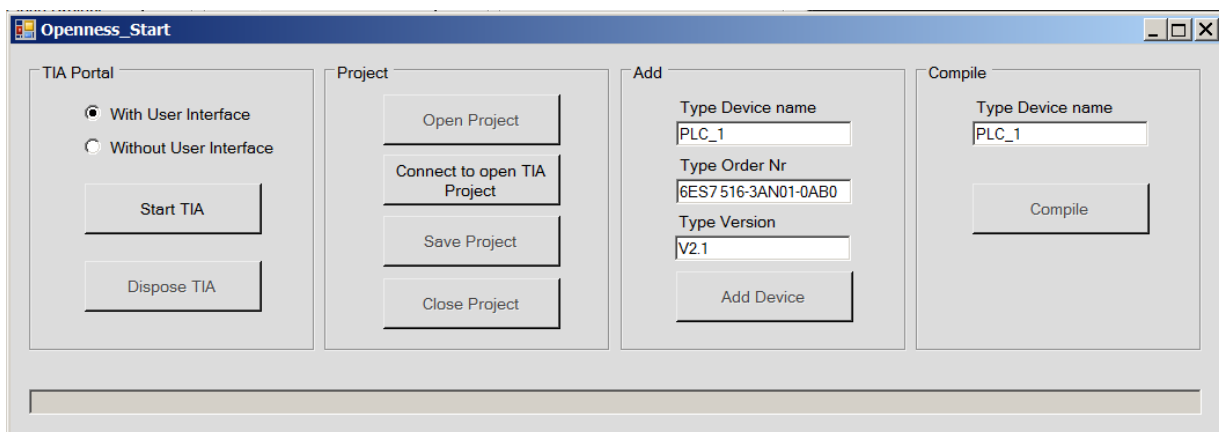 Openness_Start
TIA Portal
With User Interface
Without User Interface
Start TIA
Dispose TIA
Project
Open Project
Connect to open TIA
Project
Save Project
Close Project
Add
Type Device name
PLC_1
Type Order Nr
6ES7 516-3AN01-0AB0
Type Version
V2.1
Add Device
Compile
Type Device name
PLC_1
Compile